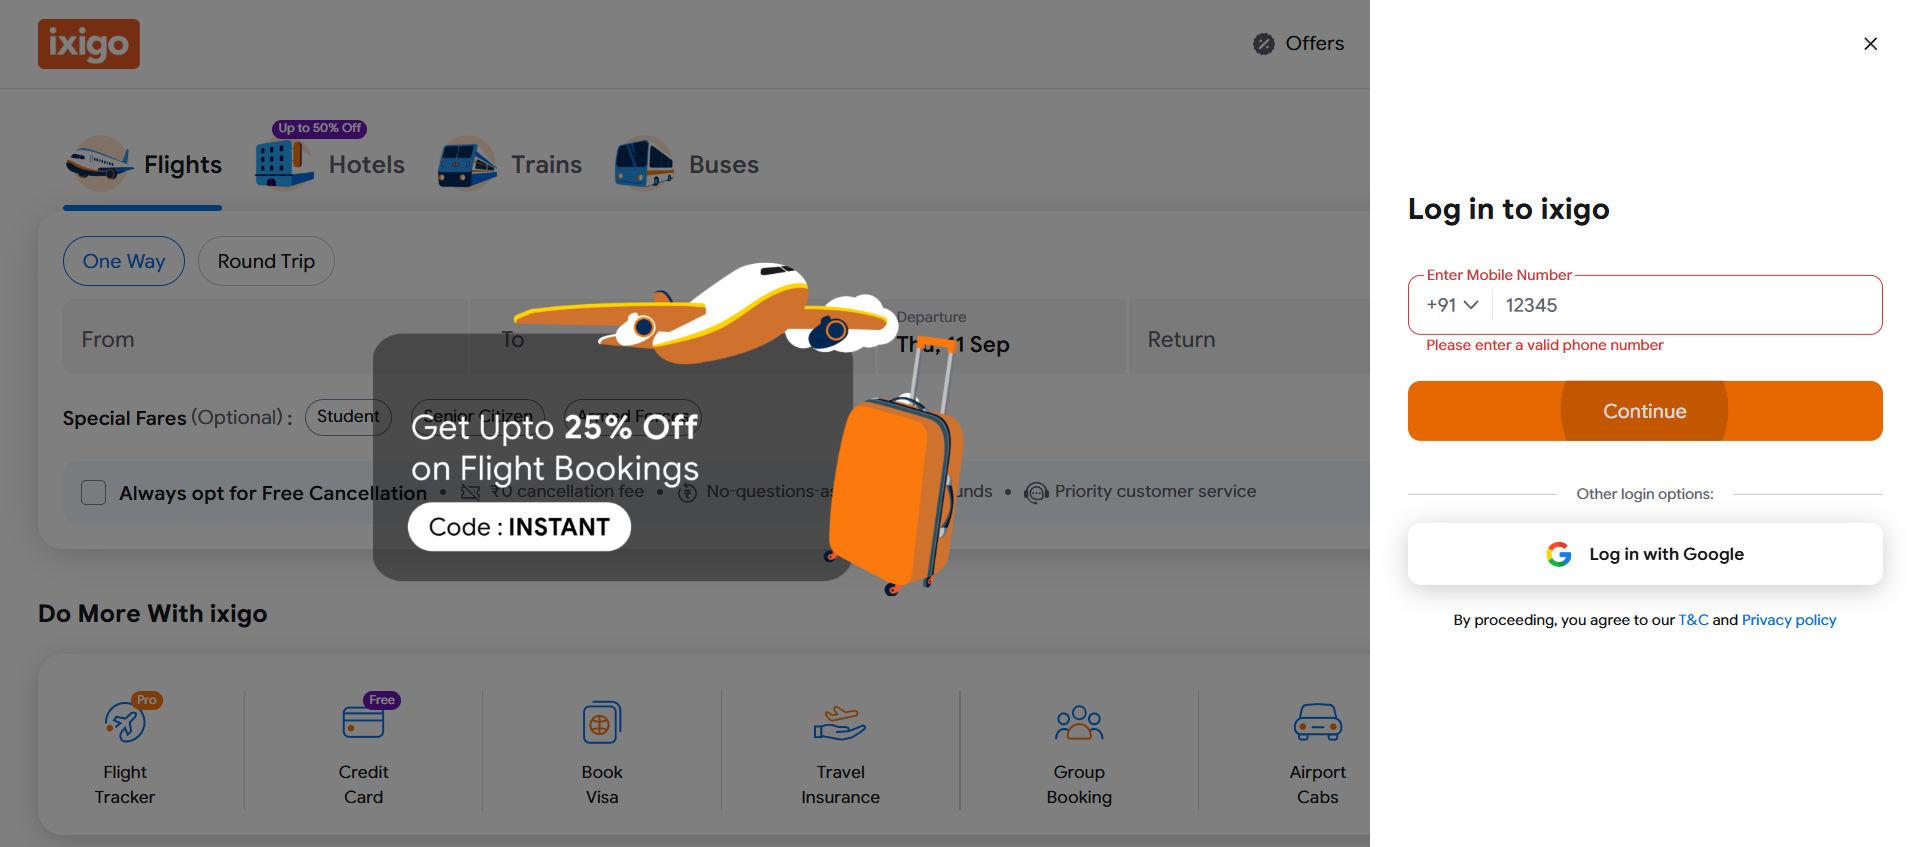 ixigo
Offers
Up to 50% Off
Flights
Hotels
Trains
Buses
One Way
Round Trip
From
To
Departure
Thu, 11 Sep
Return
Special Fares (Optional) :
Student
Senior Citizen
Armed Forces
Always opt for Free Cancellation
• ₹0 cancellation fee
• No-questions-as
unds
• Priority customer service
Get Upto 25% Off
on Flight Bookings
Code : INSTANT
Do More With ixigo
Pro
Flight
Tracker
Free
Credit
Card
Book
Visa
Travel
Insurance
Group
Booking
Airport
Cabs
Log in to ixigo
Enter Mobile Number
+91
12345
Please enter a valid phone number
Continue
Other login options:
Log in with Google
By proceeding, you agree to our T&C and Privacy policy